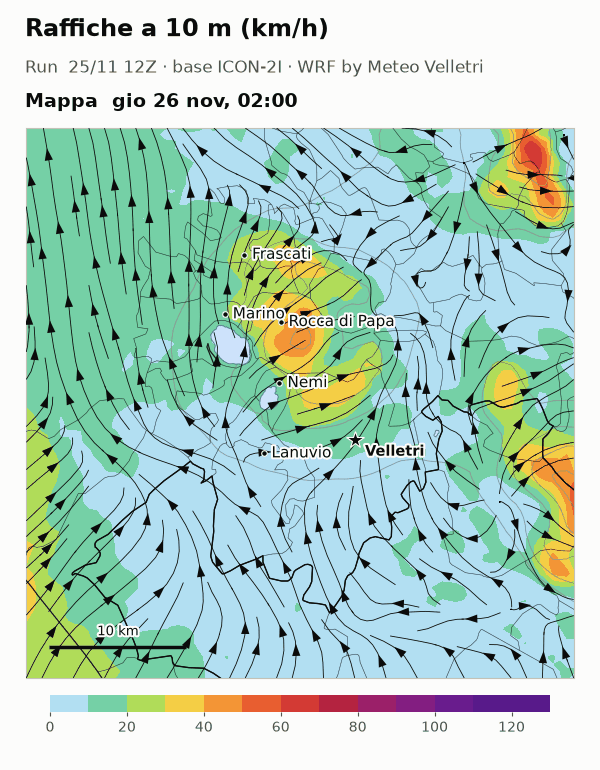 Raffiche a 10 m (km/h)
Run  25/11 12Z · base ICON-2I · WRF by Meteo Velletri
Mappa  gio 26 nov, 02:00
Frascati
Marino
Rocca di Papa
Nemi
Velletri
Lanuvio
10 km
0 20 40 60 80 100 120